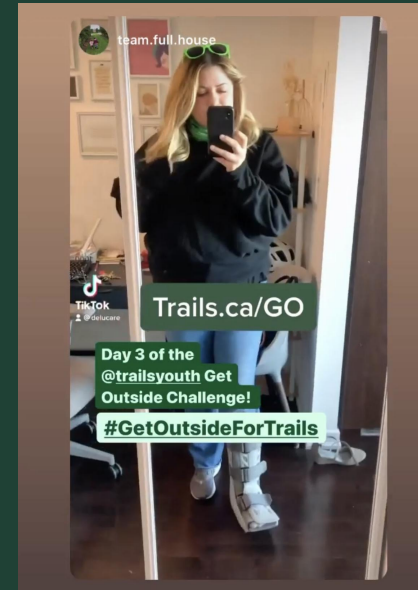 team.full.house
TikTok
@delucare
Trails.ca/GO
Day 3 of the
@trailsyouth Get
Outside Challenge!
#GetOutsideForTrails